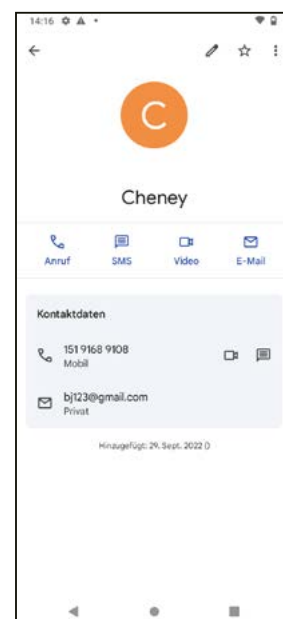 14:16
C
Cheney
Anruf SMS Video E-Mail
Kontaktdaten
151 9168 9108
Mobil
bj123@gmail.com
Privat
Hinzugefügt: 29. Sept. 2022 ()